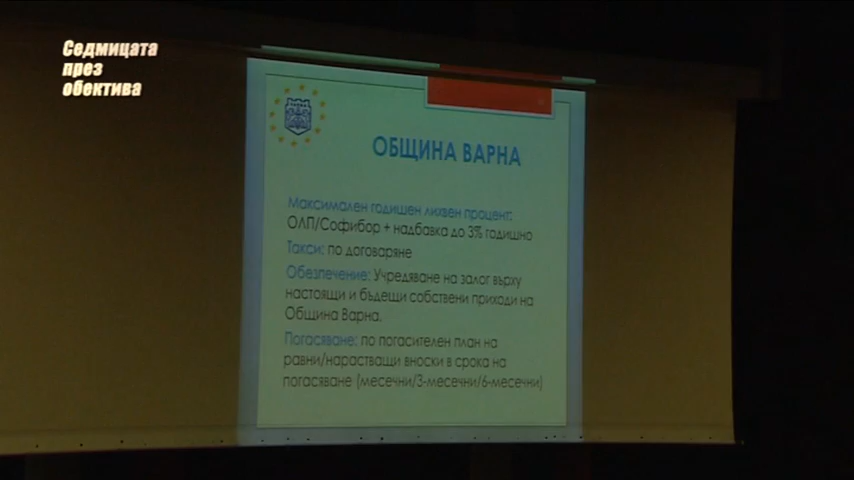 Седмицата
през
обектива
ОБЩИНА ВАРНА
Максимален годишен лихвен процент:
ОЛП/Софибор + надбавка до 3% годишно
Такси: по договаряне
Обезпечение: Учредяване на залог върху
настоящи и бъдещи собствени приходи на
Община Варна.
Погасяване: по погасителен план на
равни/нарастващи вноски в срока на
погасяване (месечни/3-месечни/6-месечни)